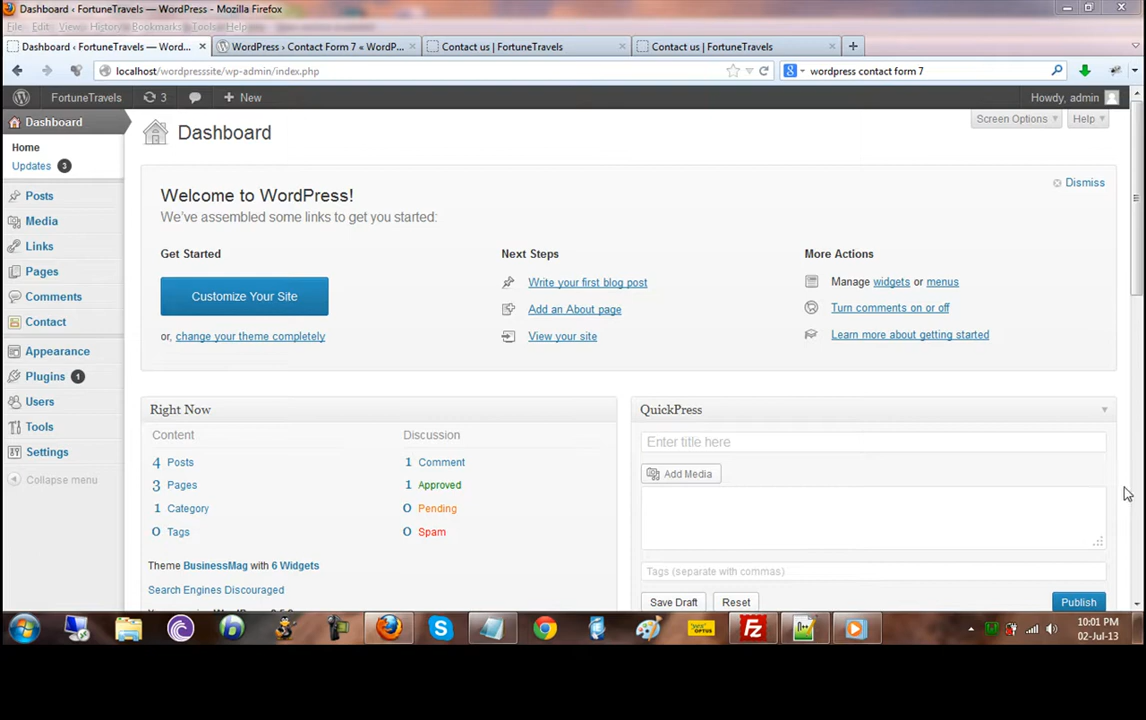 Dashboard ‹ FortuneTravels — WordPress - Mozilla Firefox
File Edit View History Bookmarks Tools Help
Dashboard ‹ FortuneTravels — Word... WordPress › Contact Form 7 « WordP... Contact us | FortuneTravels Contact us | FortuneTravels
localhost/wordpresssite/wp-admin/index.php wordpress contact form 7
FortuneTravels 3 New Howdy, admin
Dashboard
Home
Updates 3
Posts
Media
Links
Pages
Comments
Contact
Appearance
Plugins 1
Users
Tools
Settings
Collapse menu
Screen Options Help
Dashboard
Dismiss
Welcome to WordPress!
We've assembled some links to get you started:
Get Started
Customize Your Site
or, change your theme completely
Next Steps
Write your first blog post
Add an About page
View your site
More Actions
Manage widgets or menus
Turn comments on or off
Learn more about getting started
Right Now
Content Discussion
4 Posts 1 Comment
3 Pages 1 Approved
1 Category 0 Pending
0 Tags 0 Spam
Theme BusinessMag with 6 Widgets
Search Engines Discouraged
QuickPress
Enter title here
Add Media
Tags (separate with commas)
Save Draft Reset Publish
10:01 PM
02-Jul-13